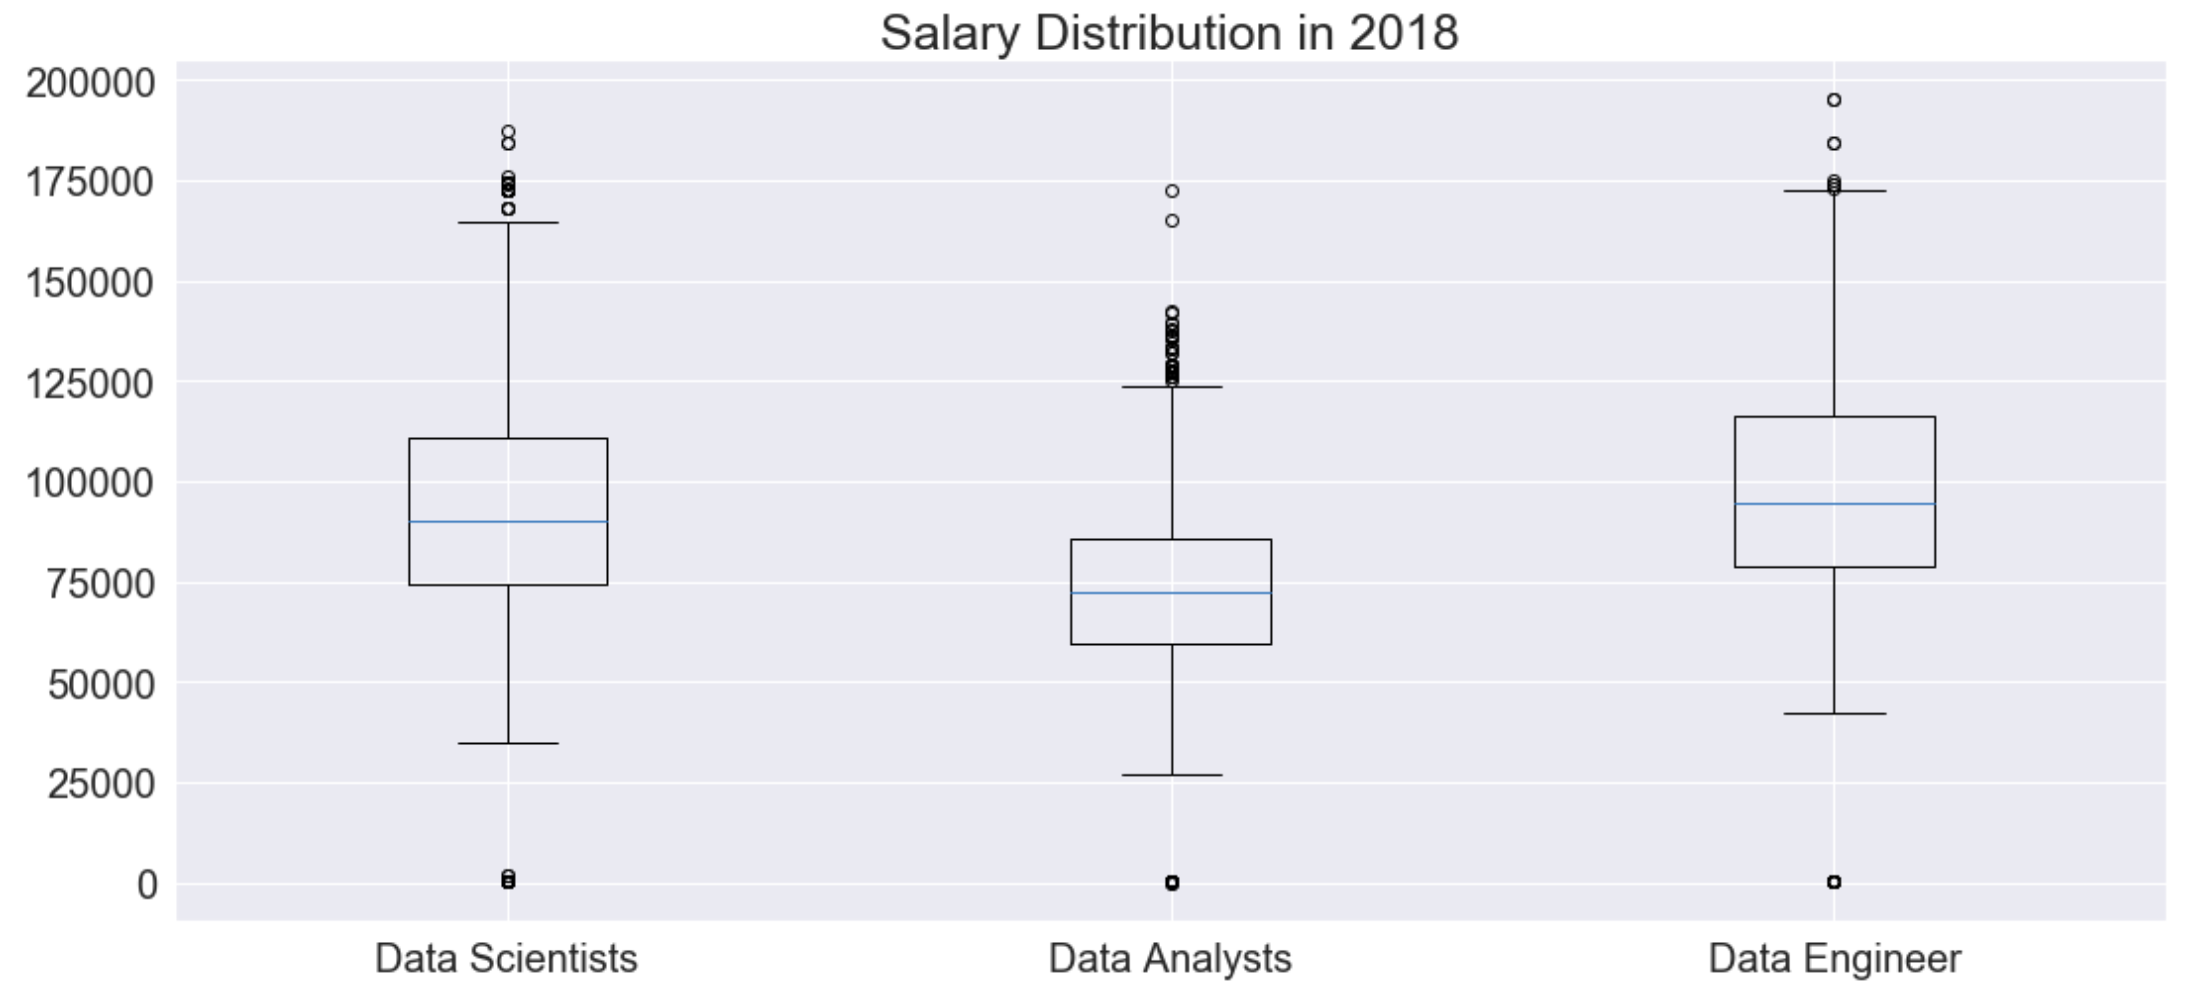 Salary Distribution in 2018
200000
175000
150000
125000
100000
75000
50000
25000
0
Data Scientists
Data Analysts
Data Engineer